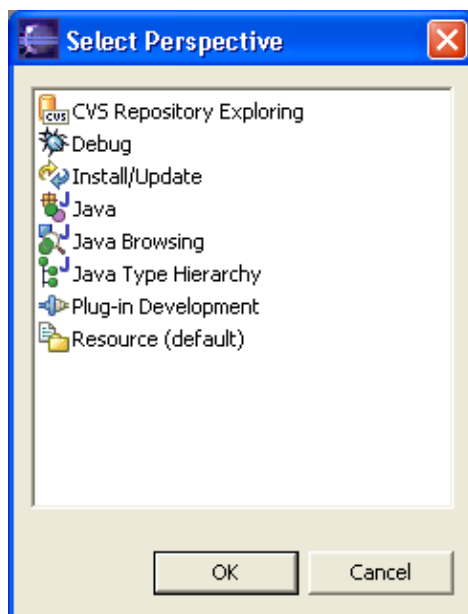 Select Perspective
CVS Repository Exploring
Debug
Install/Update
Java
Java Browsing
Java Type Hierarchy
Plug-in Development
Resource (default)
OK Cancel